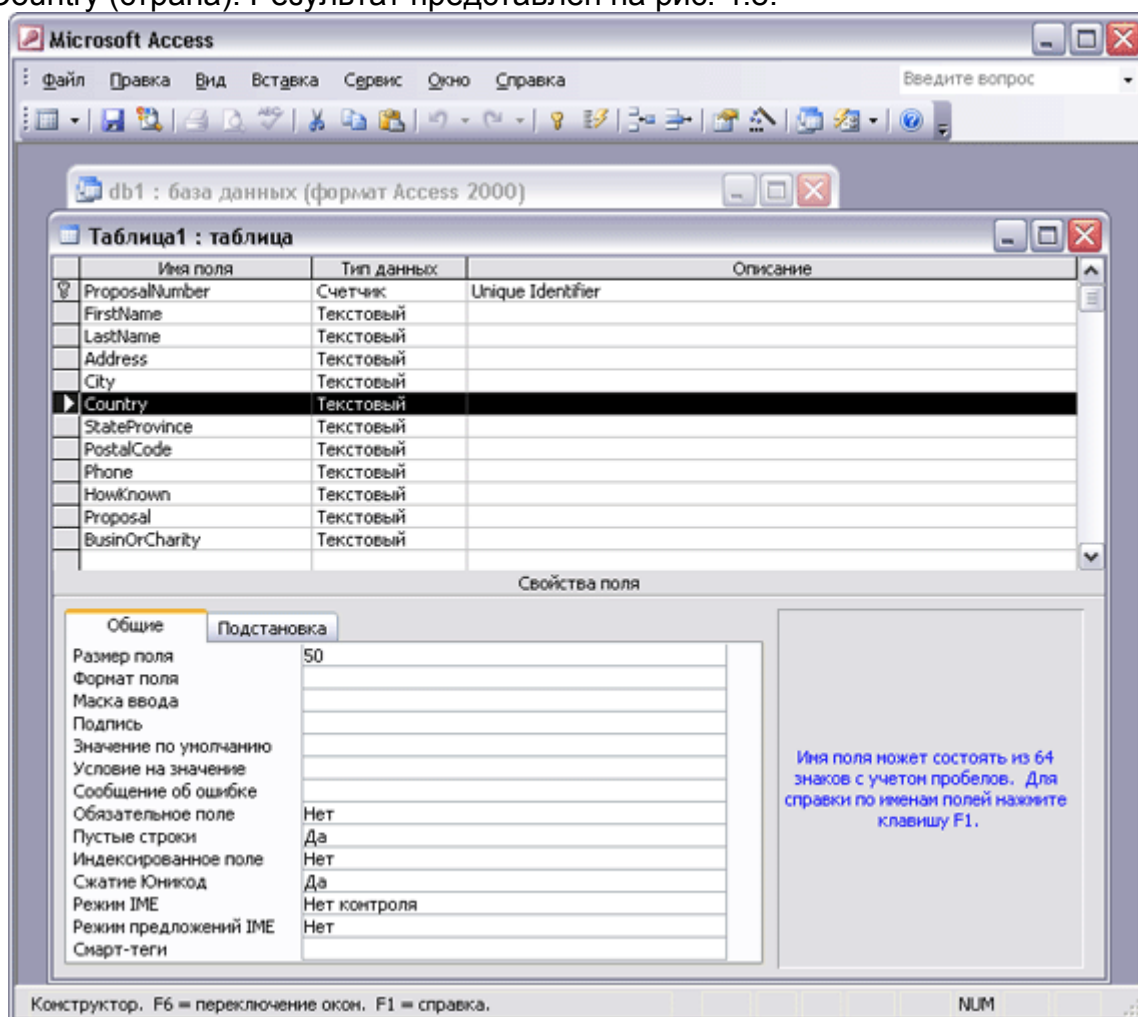 Country (страна). Результат представлен на рис. 4.8.
Microsoft Access
Файл Правка Вид Вставка Сервис Окно Справка Введите вопрос
db1 : база данных (формат Access 2000)
Таблица1 : таблица
Имя поля Тип данных Описание
ProposalNumber Счетчик Unique Identifier
FirstName Текстовый
LastName Текстовый
Address Текстовый
City Текстовый
Country Текстовый
StateProvince Текстовый
PostalCode Текстовый
Phone Текстовый
HowKnown Текстовый
Proposal Текстовый
BusinOrCharity Текстовый
Свойства поля
Общие Подстановка
Размер поля 50
Формат поля
Маска ввода
Подпись
Значение по умолчанию
Условие на значение
Сообщение об ошибке
Обязательное поле Нет
Пустые строки Да
Индексированное поле Нет
Сжатие Юникод Да
Режим IME Нет контроля
Режим предложений IME Нет
Смарт-теги
Имя поля может состоять из 64
знаков с учетом пробелов. Для
справки по именам полей нажмите
клавишу F1.
Конструктор. F6 = переключение окон. F1 = справка. NUM